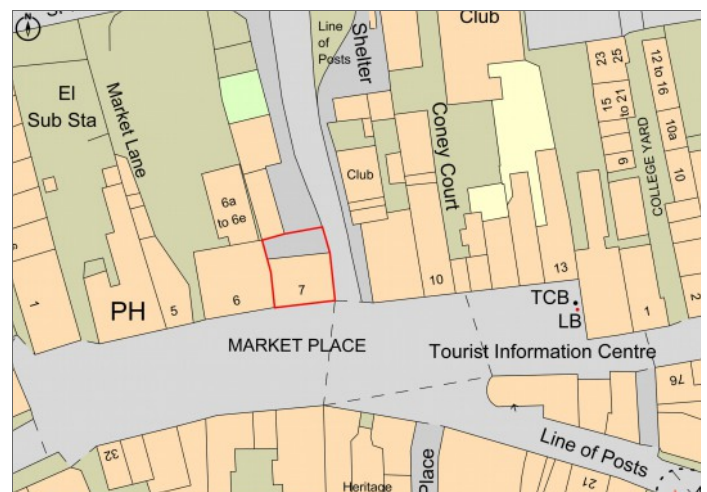 N
Line
of
Posts
Shelter
Club
El
Sub Sta
Market Lane
Coney Court
23
25
15
to 21
9
12 to 16
10a
10
COLLEGE YARD
Club
6a
to 6e
1
PH
5
6
7
10
13
TCB
LB
1
2
MARKET PLACE
Tourist Information Centre
76
32
Heritage
Place
Line of Posts
21